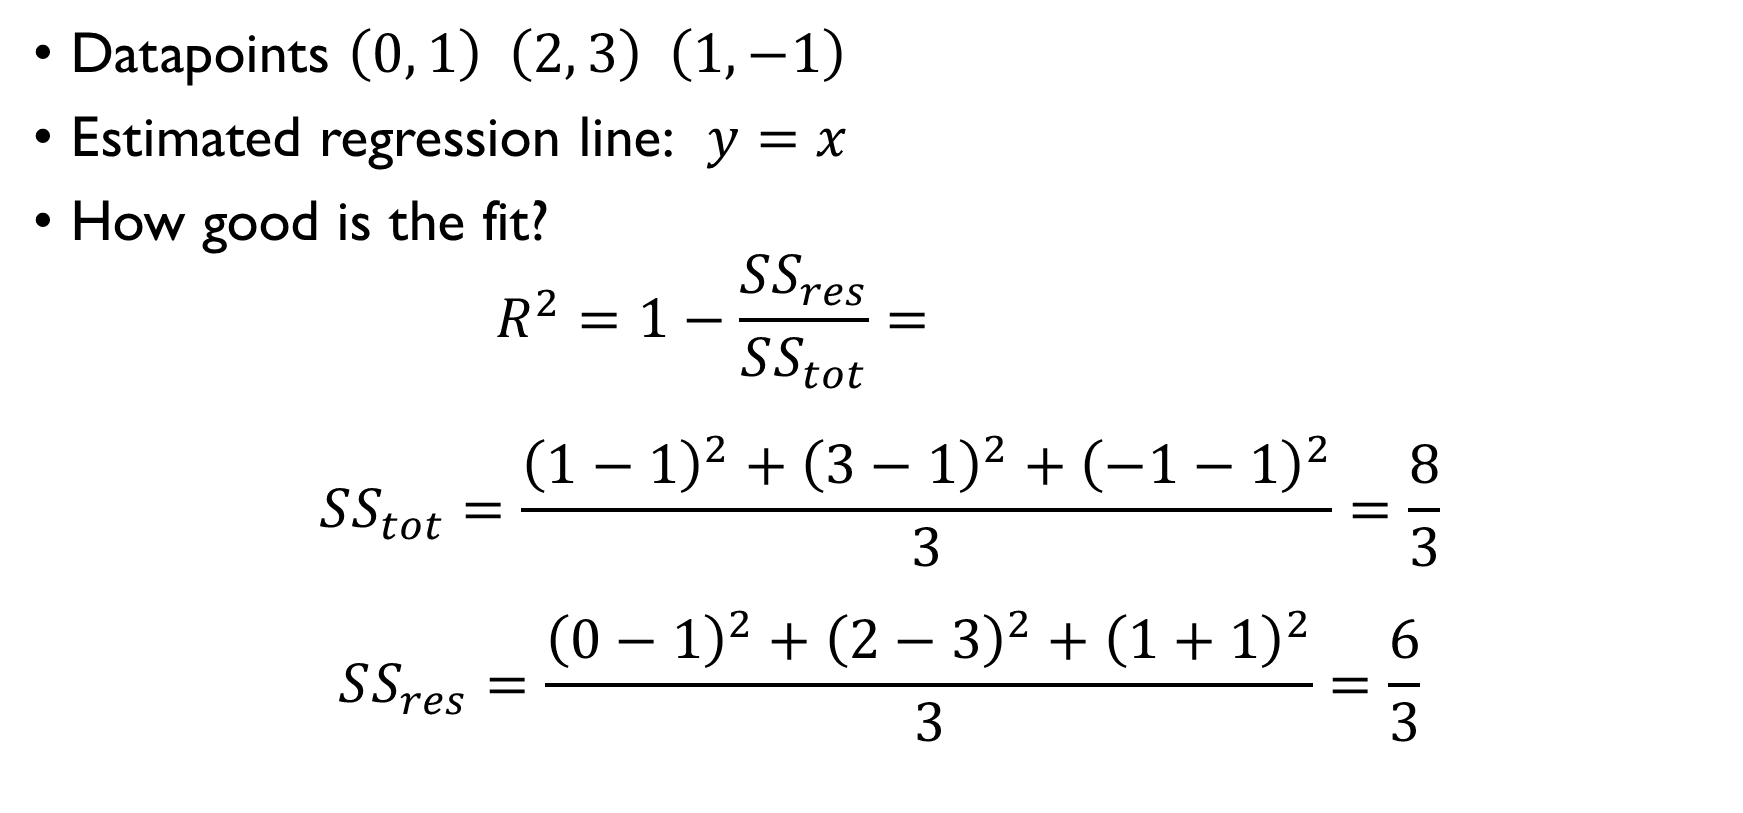 • Datapoints (0, 1) (2, 3) (1, −1)
• Estimated regression line: y = x
• How good is the fit?
R² = 1 − SS_res / SS_tot =
SS_tot = ((1 − 1)² + (3 − 1)² + (−1 − 1)²) / 3 = 8/3
SS_res = ((0 − 1)² + (2 − 3)² + (1 + 1)²) / 3 = 6/3